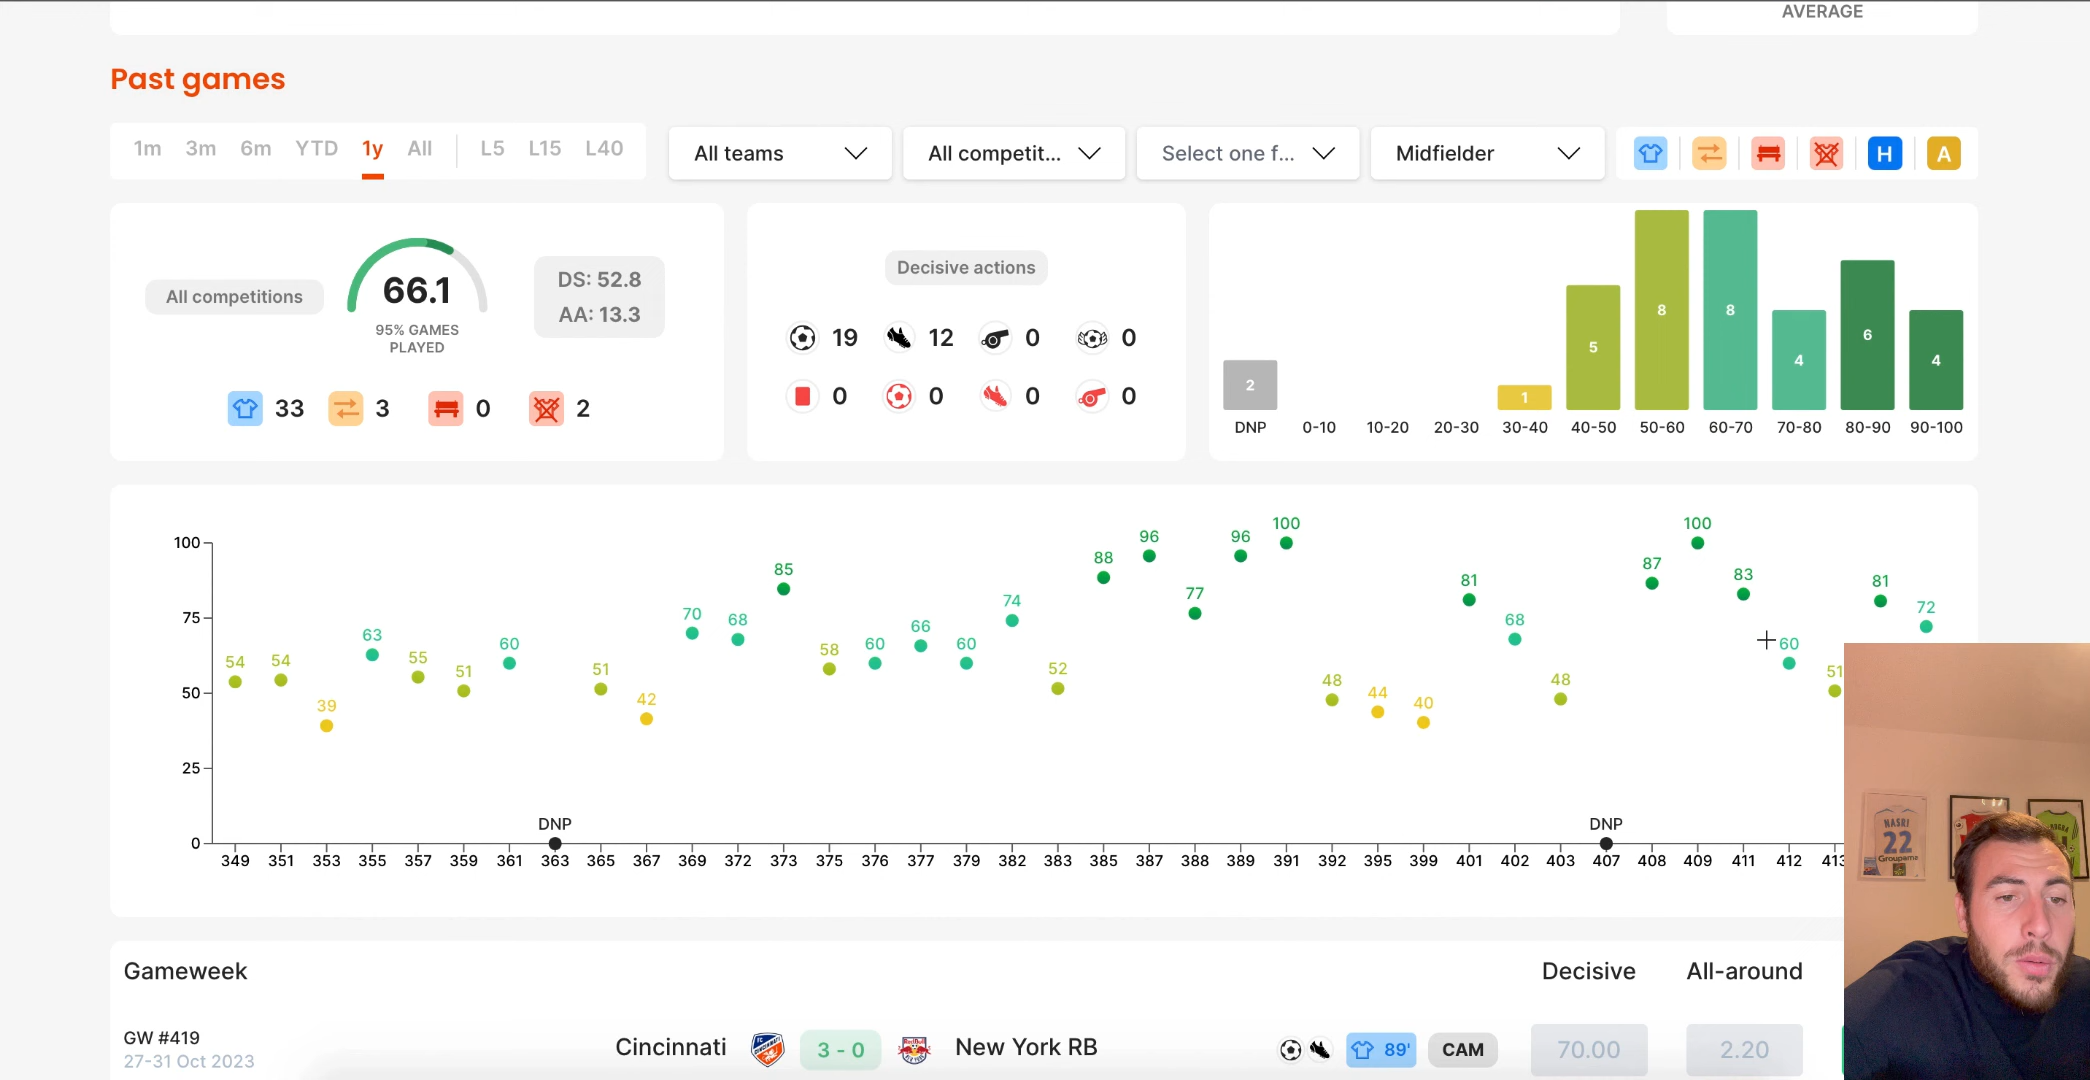 AVERAGE
Past games
1m 3m 6m YTD 1y All L5 L15 L40
All teams All competit... Select one f... Midfielder H A
All competitions
66.1
95% GAMES
PLAYED
DS: 52.8
AA: 13.3
33 3 0 2
Decisive actions
19 12 0 0
0 0 0 0
2 1 5 8 8 4 6 4
DNP 0-10 10-20 20-30 30-40 40-50 50-60 60-70 70-80 80-90 90-100
100
75
50
25
0
54 54 39 63 55 51 60 DNP 51 42 70 68 85 58 60 66 60 74 52 88 96 77 96 100 48 44 40 81 68 48 DNP 87 100 83 60 51 81 72
349 351 353 355 357 359 361 363 365 367 369 372 373 375 376 377 379 382 383 385 387 388 389 391 392 395 399 401 402 403 407 408 409 411 412 413
Gameweek Decisive All-around
GW #419
27-31 Oct 2023
Cincinnati 3 - 0 New York RB 89' CAM 70.00 2.20
NASRI
22
Groupama